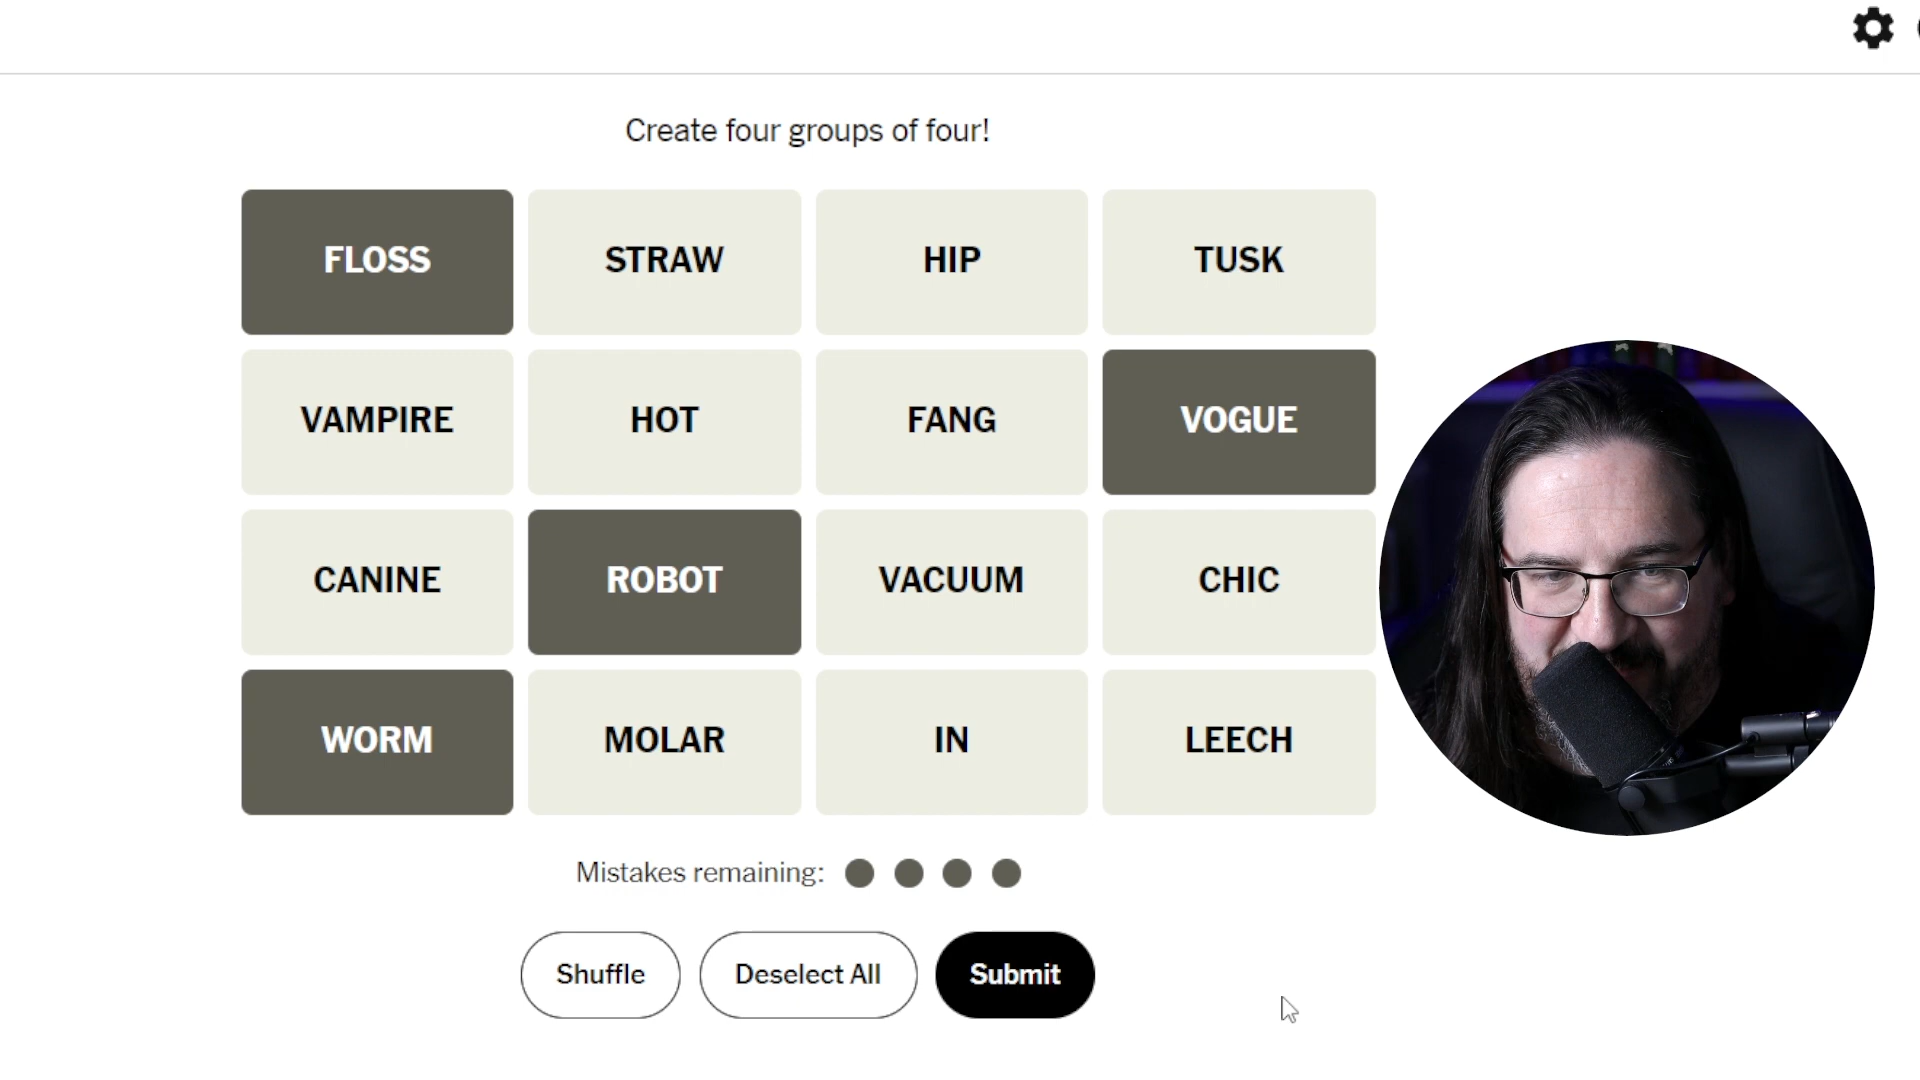 Create four groups of four!
FLOSS STRAW HIP TUSK
VAMPIRE HOT FANG VOGUE
CANINE ROBOT VACUUM CHIC
WORM MOLAR IN LEECH
Mistakes remaining:
Shuffle Deselect All Submit